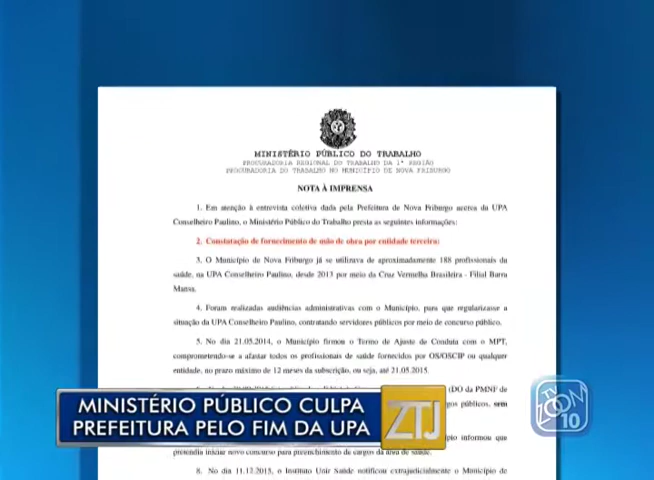 MINISTÉRIO PÚBLICO DO TRABALHO
PROCURADORIA REGIONAL DO TRABALHO DA 1ª REGIÃO
PROCURADORIA DO TRABALHO NO MUNICÍPIO DE NOVA FRIBURGO
NOTA À IMPRENSA
1. Em atenção à entrevista coletiva dada pela Prefeitura de Nova Friburgo acerca da UPA
Conselheiro Paulino, o Ministério Público do Trabalho presta as seguintes informações:
2. Constatação de fornecimento de mão de obra por entidade terceira:
3. O Município de Nova Friburgo já se utilizava de aproximadamente 188 profissionais da
saúde, na UPA Conselheiro Paulino, desde 2013 por meio da Cruz Vermelha Brasileira - Filial Barra
Mansa.
4. Foram realizadas audiências administrativas com o Município, para que regularizasse a
situação da UPA Conselheiro Paulino, contratando servidores públicos por meio de concurso público.
5. No dia 21.05.2014, o Município firmou o Termo de Ajuste de Conduta com o MPT,
comprometendo-se a afastar todos os profissionais de saúde fornecidos por OS/OSCIP ou qualquer
entidade, no prazo máximo de 12 meses da subscrição, ou seja, até 21.05.2015.
DO da PMNF de
gos públicos, sem
MINISTÉRIO PÚBLICO CULPA
PREFEITURA PELO FIM DA UPA
ZTJ
TV
ZOOM
10
informou que
pretendia iniciar novo concurso para preenchimento de cargos da área de saúde.
8. No dia 11.12.2015, o Instituto Unir Saúde notificou extrajudicialmente o Município de